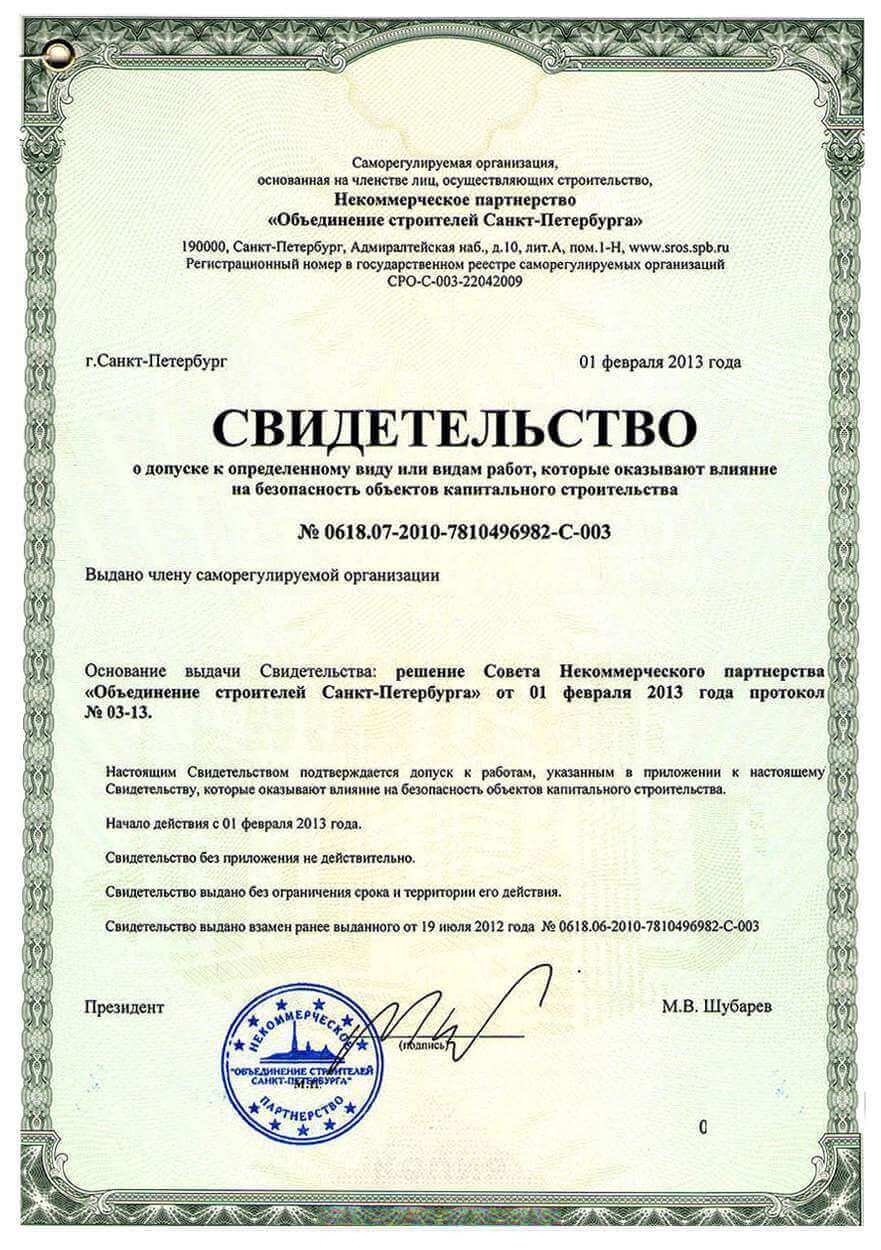 Саморегулируемая организация,
основанная на членстве лиц, осуществляющих строительство,
Некоммерческое партнерство
«Объединение строителей Санкт-Петербурга»
190000, Санкт-Петербург, Адмиралтейская наб., д.10, лит.А, пом.1-Н, www.sros.spb.ru
Регистрационный номер в государственном реестре саморегулируемых организаций
СРО-С-003-22042009
г.Санкт-Петербург 01 февраля 2013 года
СВИДЕТЕЛЬСТВО
о допуске к определенному виду или видам работ, которые оказывают влияние
на безопасность объектов капитального строительства
№ 0618.07-2010-7810496982-С-003
Выдано члену саморегулируемой организации
Основание выдачи Свидетельства: решение Совета Некоммерческого партнерства
«Объединение строителей Санкт-Петербурга» от 01 февраля 2013 года протокол
№ 03-13.
Настоящим Свидетельством подтверждается допуск к работам, указанным в приложении к настоящему
Свидетельству, которые оказывают влияние на безопасность объектов капитального строительства.
Начало действия с 01 февраля 2013 года.
Свидетельство без приложения не действительно.
Свидетельство выдано без ограничения срока и территории его действия.
Свидетельство выдано взамен ранее выданного от 19 июля 2012 года № 0618.06-2010-7810496982-С-003
Президент М.В. Шубарев
(подпись)
НЕКОММЕРЧЕСКОЕ
"ОБЪЕДИНЕНИЕ СТРОИТЕЛЕЙ
САНКТ-ПЕТЕРБУРГА"
М.П.
ПАРТНЕРСТВО
0